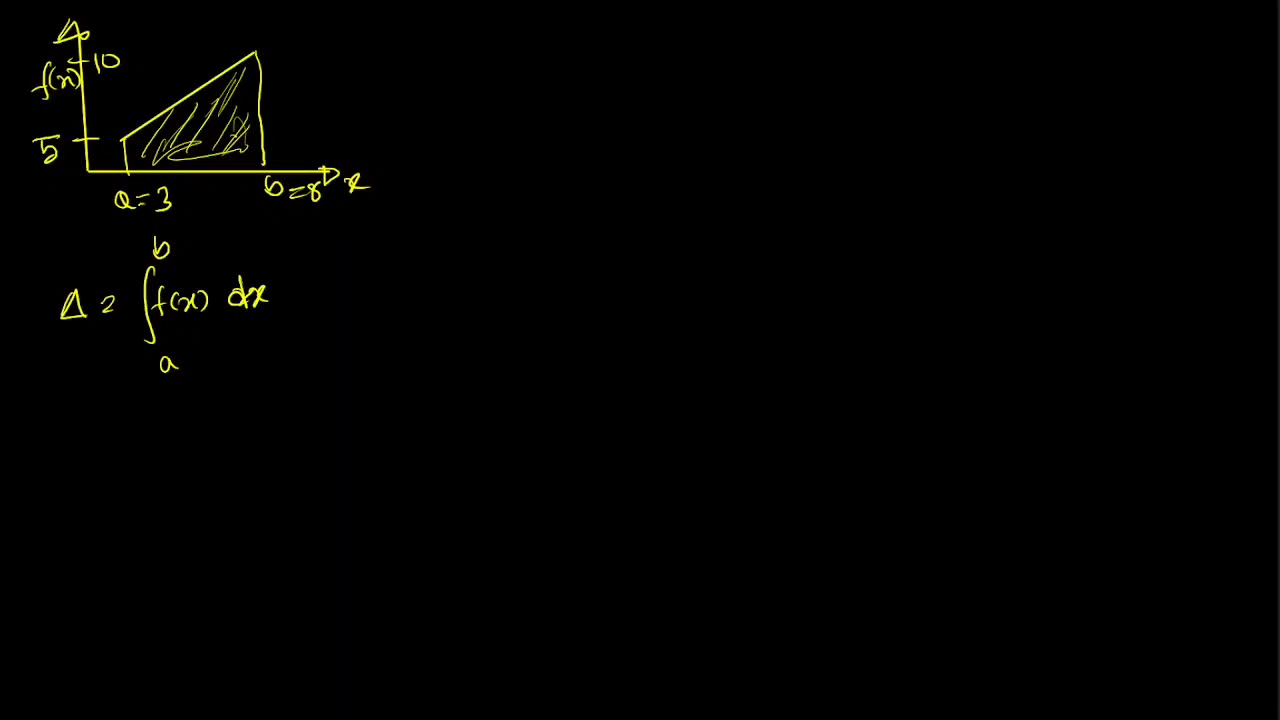 10
f(x)
5
a=3
b=8
x
b
Δ = ∫ f(x) dx
a